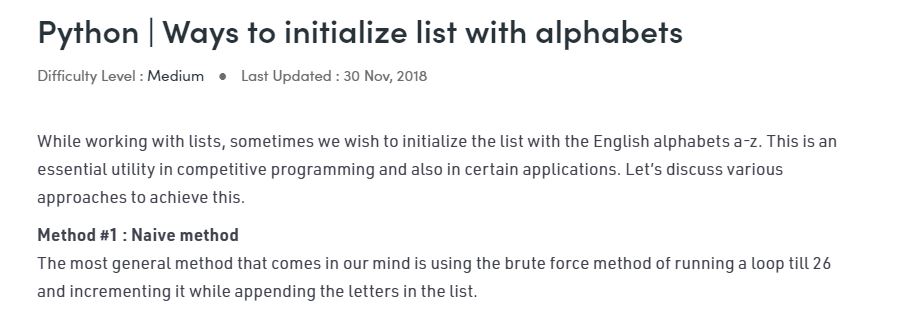 Python | Ways to initialize list with alphabets
Difficulty Level : Medium ● Last Updated : 30 Nov, 2018
While working with lists, sometimes we wish to initialize the list with the English alphabets a-z. This is an
essential utility in competitive programming and also in certain applications. Let's discuss various
approaches to achieve this.
Method #1 : Naive method
The most general method that comes in our mind is using the brute force method of running a loop till 26
and incrementing it while appending the letters in the list.